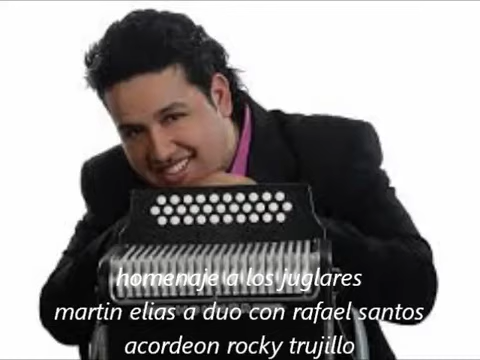 homenaje a los juglares
martin elias a duo con rafael santos
acordeon rocky trujillo